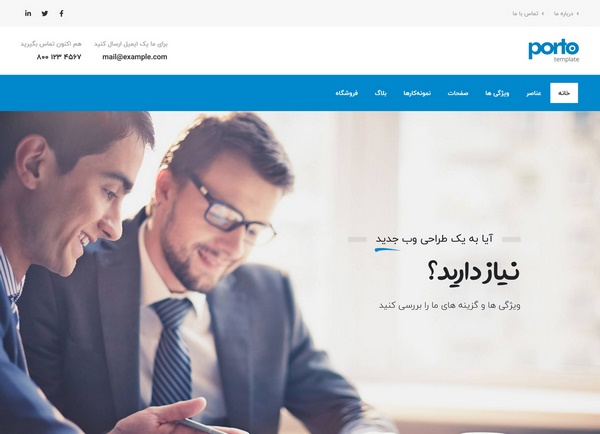 درباره ما
تماس با ما
porto
template
برای ما یک ایمیل ارسال کنید
mail@example.com
هم اکنون تماس بگیرید
۸۰۰ ۱۲۳ ۴۵۶۷
خانه
عناصر
ویژگی ها
صفحات
نمونه‌کارها
بلاگ
فروشگاه
آیا به یک طراحی وب جدید
نیاز دارید؟
ویژگی ها و گزینه های ما را بررسی کنید